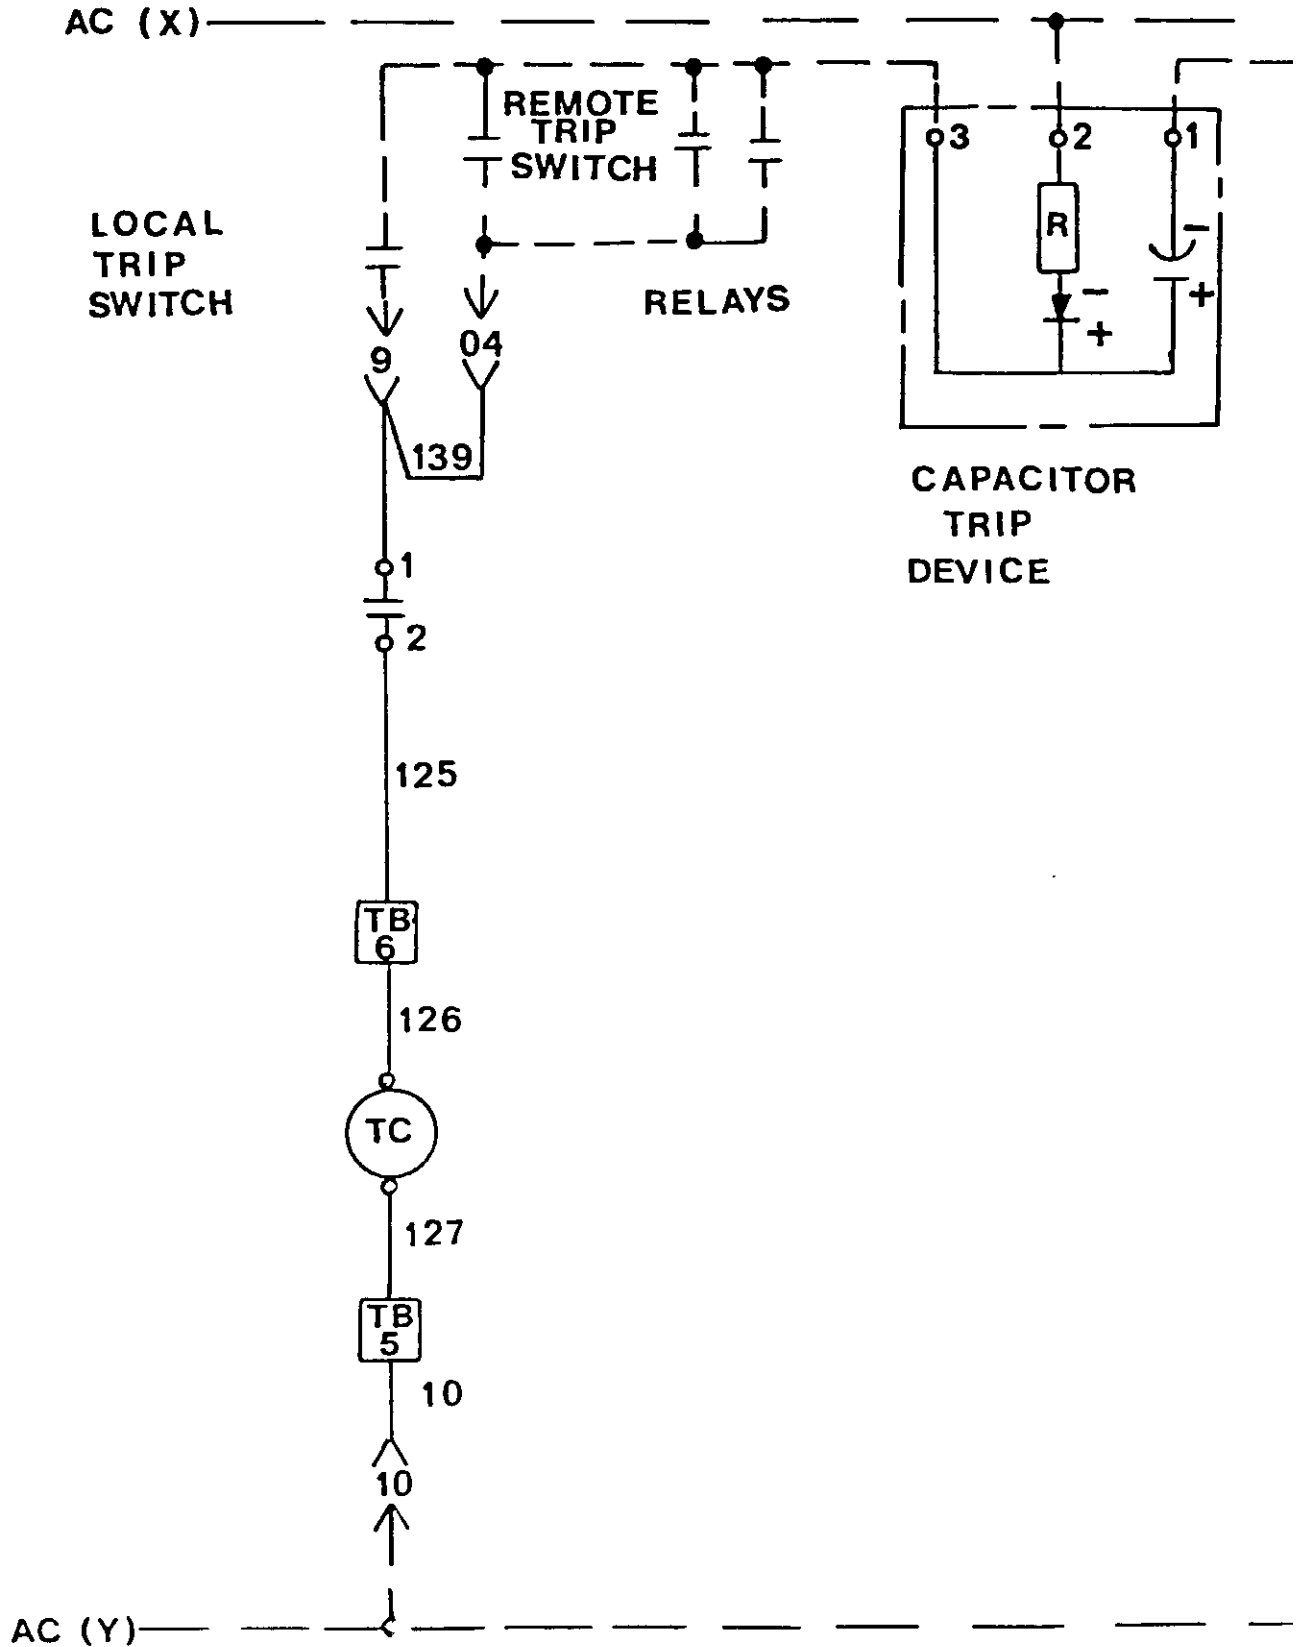 AC (X)
REMOTE
TRIP
SWITCH
3
2
1
R
-
+
-
+
LOCAL
TRIP
SWITCH
RELAYS
9
04
139
CAPACITOR
TRIP
DEVICE
1
2
125
TB
6
126
TC
127
TB
5
10
10
AC (Y)